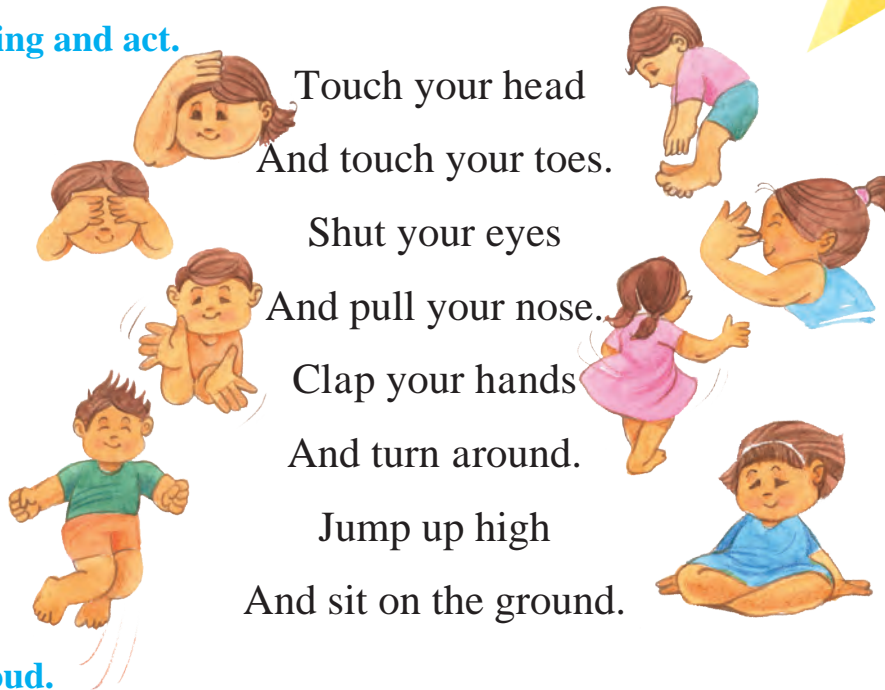 ing and act.
Touch your head
And touch your toes.
Shut your eyes
And pull your nose.
Clap your hands
And turn around.
Jump up high
And sit on the ground.
oud.